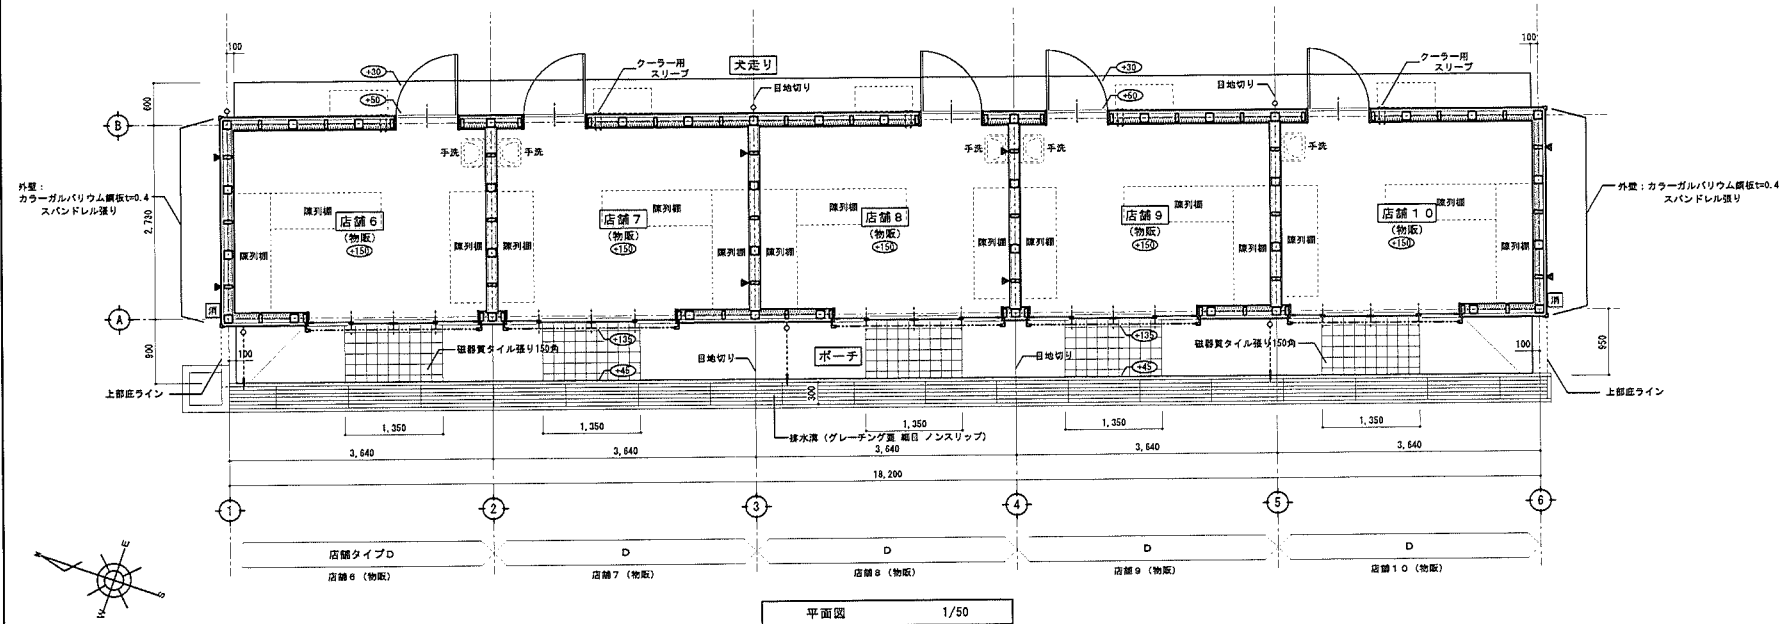 100
100
+30
クーラー用
スリーブ
犬走り
目地切り
+30
目地切り
クーラー用
スリーブ
600
+50
+60
B
手洗
手洗
手洗
手洗
手洗
外壁：
カラーガルバリウム鋼板t=0.4
スパンドレル張り
外壁：カラーガルバリウム鋼板t=0.4
スパンドレル張り
2,730
陳列棚
店舗６
(物販)
+150
陳列棚
陳列棚
陳列棚
店舗７
(物販)
+150
陳列棚
陳列棚
陳列棚
陳列棚
店舗８
(物販)
+150
陳列棚
陳列棚
陳列棚
店舗９
(物販)
+150
陳列棚
陳列棚
陳列棚
店舗１０
(物販)
+150
陳列棚
消
消
A
900
100
磁器質タイル張り150角
+135
+45
目地切り
ポーチ
目地切り
+135
+45
磁器質タイル張り150角
100
950
上部庇ライン
300
上部庇ライン
1,350
1,350
排水溝（グレーチング蓋 細目 ノンスリップ）
1,350
1,350
1,350
3,640
3,640
3,640
3,640
3,640
18,200
1
2
3
4
5
6
店舗タイプＤ
Ｄ
Ｄ
Ｄ
Ｄ
店舗６（物販）
店舗７（物販）
店舗８（物販）
店舗９（物販）
店舗１０（物販）
N
E
W
S
平面図
1/50